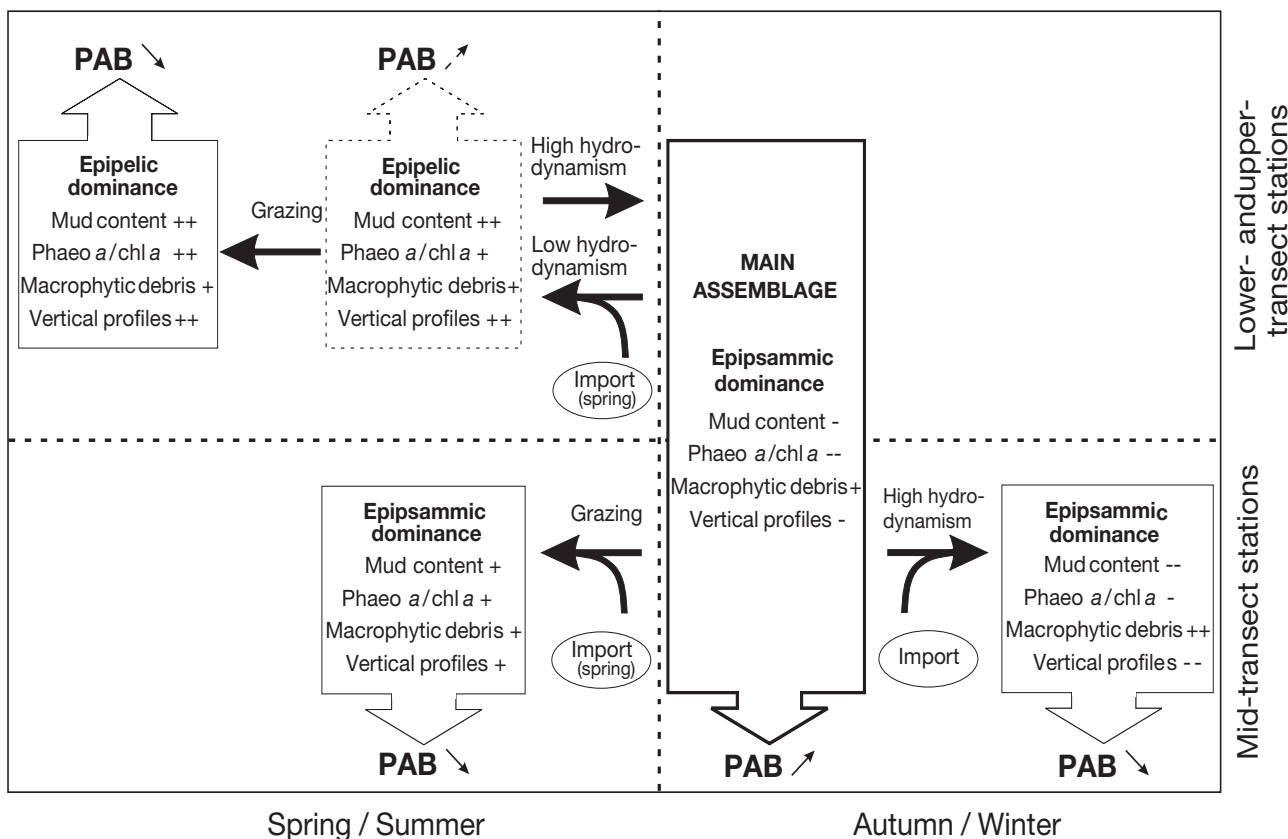 PAB
Epipelic
dominance
Mud content ++
Phaeo a/chl a ++
Macrophytic debris +
Vertical profiles ++
Grazing
PAB
Epipelic
dominance
Mud content ++
Phaeo a/chl a +
Macrophytic debris+
Vertical profiles ++
High hydro-
dynamism
Low hydro-
dynamism
Import
(spring)
MAIN
ASSEMBLAGE
Epipsammic
dominance
Mud content -
Phaeo a/chl a --
Macrophytic debris+
Vertical profiles -
PAB
Lower- andupper-
transect stations
Epipsammic
dominance
Mud content +
Phaeo a/chl a +
Macrophytic debris +
Vertical profiles +
PAB
Grazing
Import
(spring)
High hydro-
dynamism
Import
Epipsammic
dominance
Mud content --
Phaeo a/chl a -
Macrophytic debris ++
Vertical profiles --
PAB
Mid-transect stations
Spring / Summer
Autumn / Winter